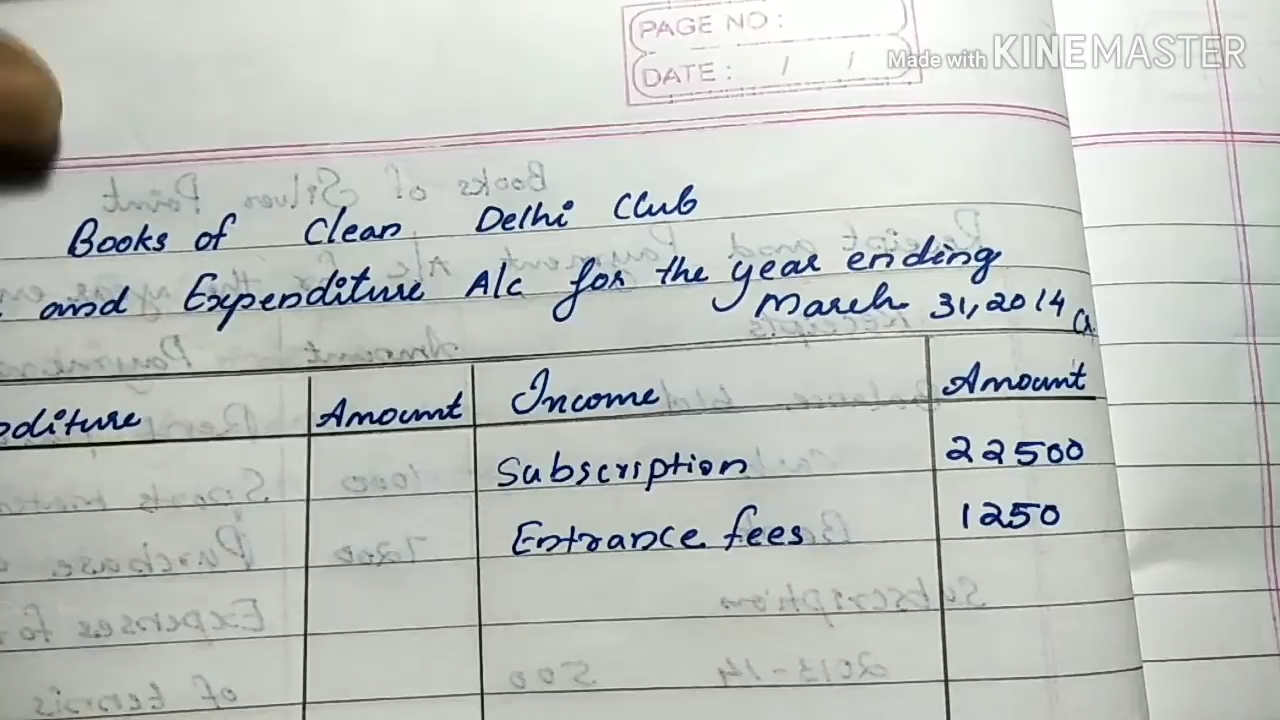 PAGE NO:
DATE: / /
Made with KINEMASTER
Books of Clean Delhi Club
and Expenditure A/c for the year ending
March 31, 2014
Cr.
diture Amount Income Amount
Subscription 22500
Entrance fees 1250